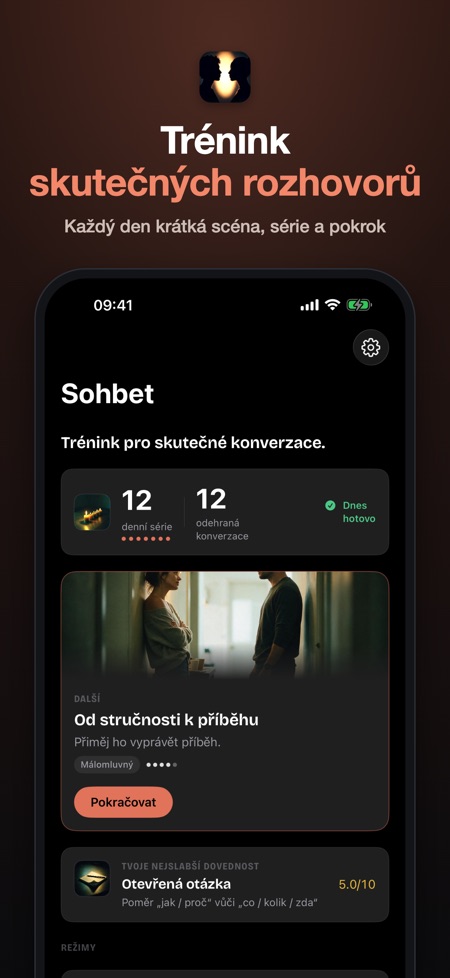 Trénink
skutečných rozhovorů
Každý den krátká scéna, série a pokrok
09:41
Sohbet
Trénink pro skutečné konverzace.
12
denní série
12
odehraná
konverzace
Dnes
hotovo
DALŠÍ
Od stručnosti k příběhu
Přiměj ho vyprávět příběh.
Málomluvný
Pokračovat
TVOJE NEJSLABŠÍ DOVEDNOST
Otevřená otázka
5.0/10
Poměr „jak / proč“ vůči „co / kolik / zda“
REŽIMY